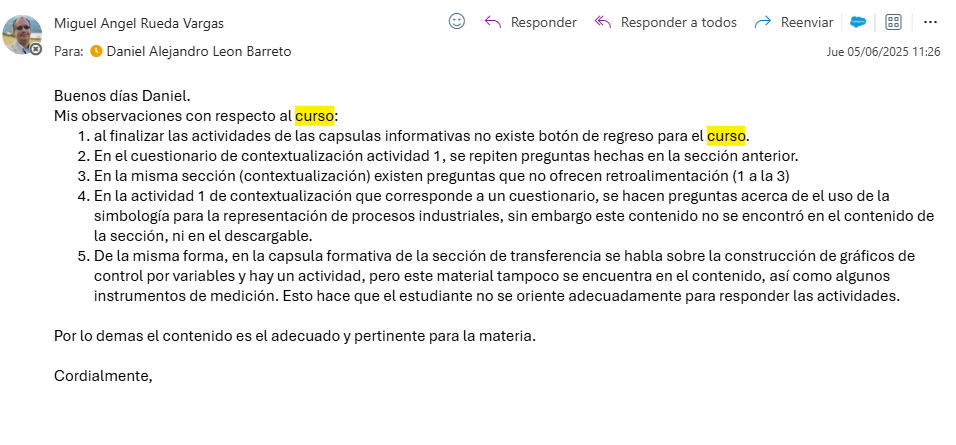 Miguel Angel Rueda Vargas
Responder
Responder a todos
Reenviar
Para: Daniel Alejandro Leon Barreto
Jue 05/06/2025 11:26
Buenos días Daniel.
Mis observaciones con respecto al curso:
1. al finalizar las actividades de las capsulas informativas no existe botón de regreso para el curso.
2. En el cuestionario de contextualización actividad 1, se repiten preguntas hechas en la sección anterior.
3. En la misma sección (contextualización) existen preguntas que no ofrecen retroalimentación (1 a la 3)
4. En la actividad 1 de contextualización que corresponde a un cuestionario, se hacen preguntas acerca de el uso de la
simbología para la representación de procesos industriales, sin embargo este contenido no se encontró en el contenido de
la sección, ni en el descargable.
5. De la misma forma, en la capsula formativa de la sección de transferencia se habla sobre la construcción de gráficos de
control por variables y hay un actividad, pero este material tampoco se encuentra en el contenido, así como algunos
instrumentos de medición. Esto hace que el estudiante no se oriente adecuadamente para responder las actividades.
Por lo demas el contenido es el adecuado y pertinente para la materia.
Cordialmente,